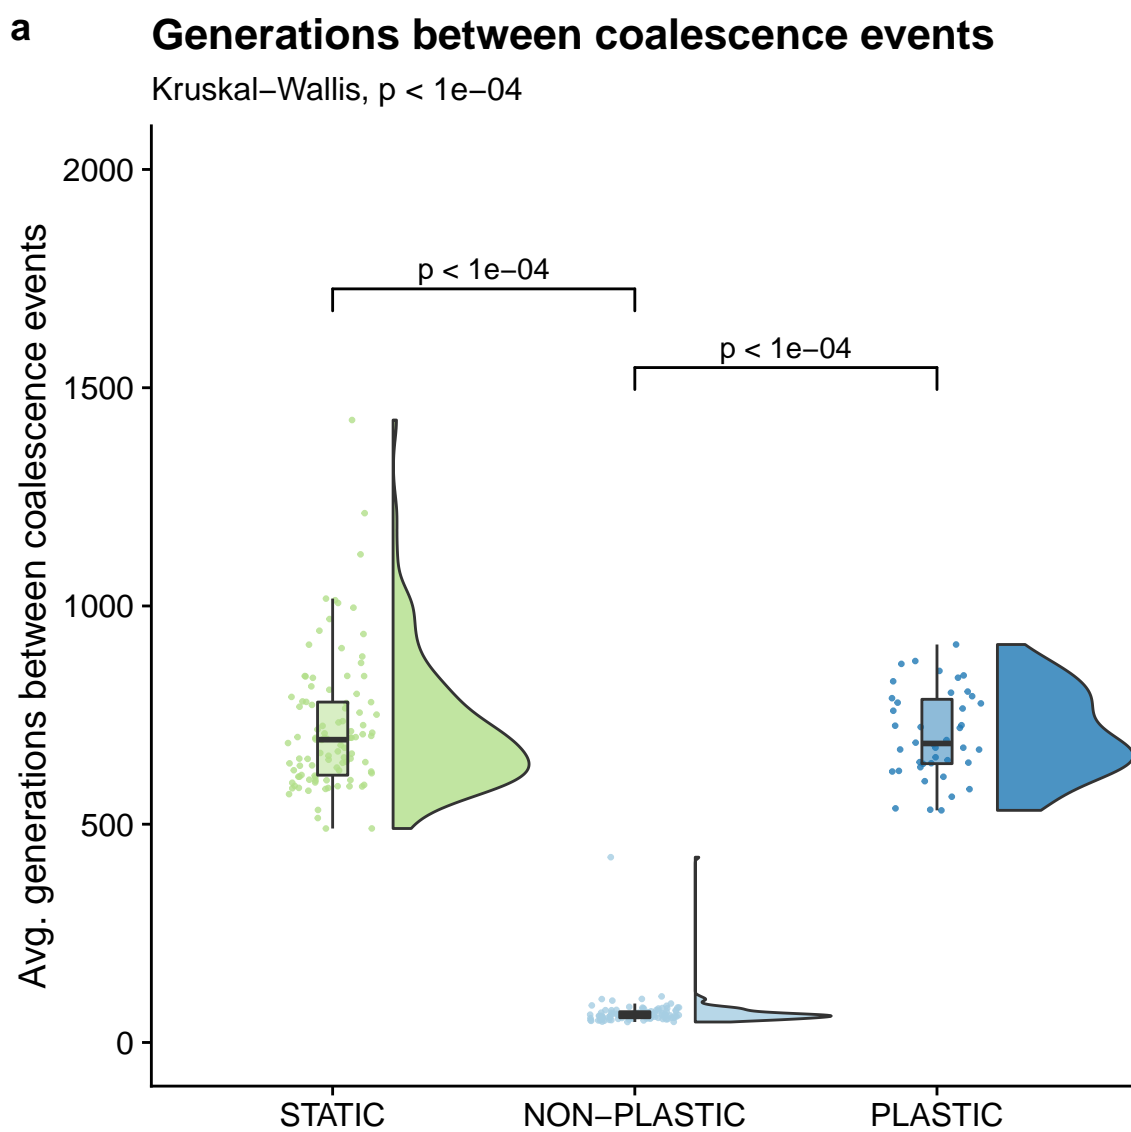 a
Generations between coalescence events
Kruskal−Wallis, p < 1e−04
Avg. generations between coalescence events
2000
1500
1000
500
0
p < 1e−04
p < 1e−04
STATIC
NON−PLASTIC
PLASTIC